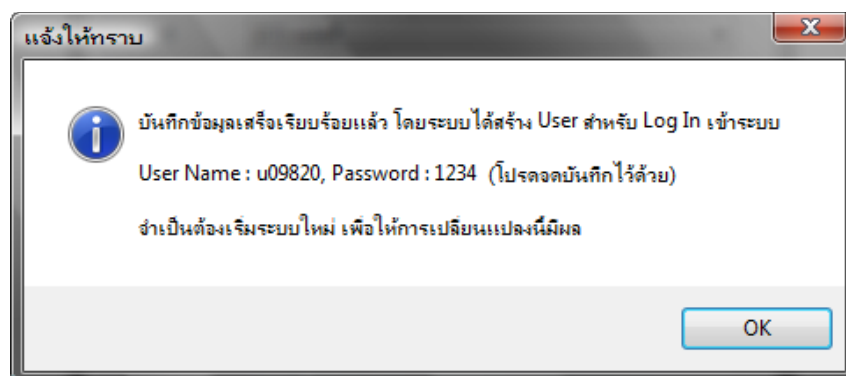 แจ้งให้ทราบ
บันทึกข้อมูลเสร็จเรียบร้อยแล้ว โดยระบบได้สร้าง User สำหรับ Log In เข้าระบบ
User Name : u09820, Password : 1234 (โปรดจดบันทึกไว้ด้วย)
จำเป็นต้องเริ่มระบบใหม่ เพื่อให้การเปลี่ยนแปลงนี้มีผล
OK